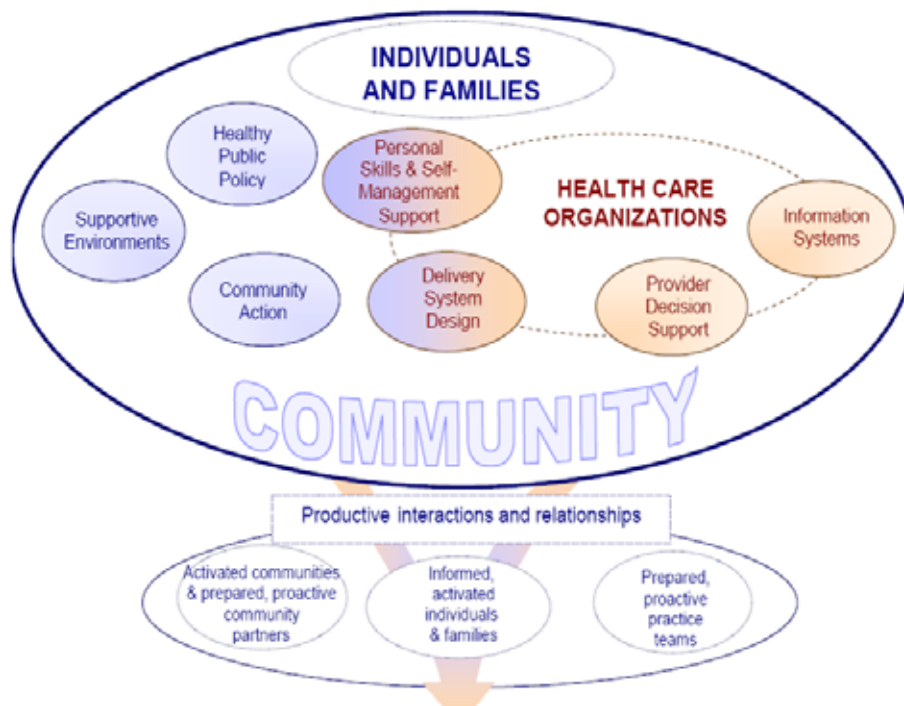 INDIVIDUALS
AND FAMILIES
Healthy
Public
Policy
Personal
Skills & Self-
Management
Support
HEALTH CARE
ORGANIZATIONS
Information
Systems
Supportive
Environments
Community
Action
Delivery
System
Design
Provider
Decision
Support
COMMUNITY
Productive interactions and relationships
Activated communities
& prepared, proactive
community
partners
Informed,
activated
individuals
& families
Prepared,
proactive
practice
teams